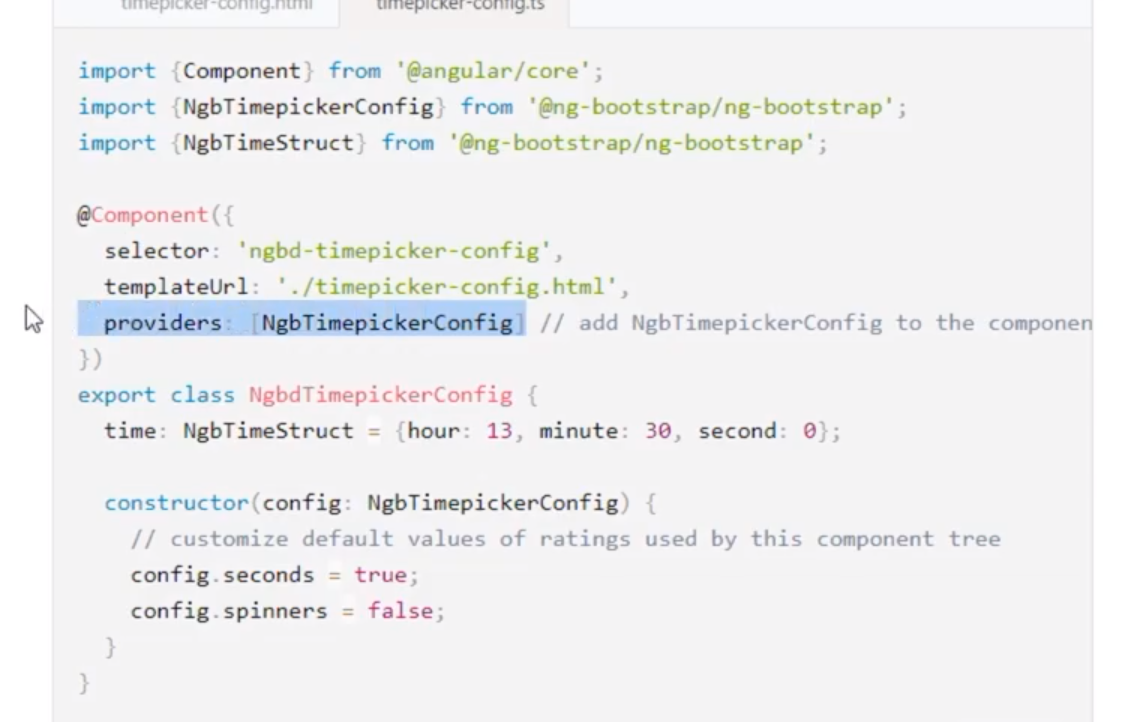 timepicker-config.html timepicker-config.ts
import {Component} from '@angular/core';
import {NgbTimepickerConfig} from '@ng-bootstrap/ng-bootstrap';
import {NgbTimeStruct} from '@ng-bootstrap/ng-bootstrap';
@Component({
selector: 'ngbd-timepicker-config',
templateUrl: './timepicker-config.html',
providers: [NgbTimepickerConfig] // add NgbTimepickerConfig to the componen
})
export class NgbdTimepickerConfig {
time: NgbTimeStruct = {hour: 13, minute: 30, second: 0};
constructor(config: NgbTimepickerConfig) {
// customize default values of ratings used by this component tree
config.seconds = true;
config.spinners = false;
}
}